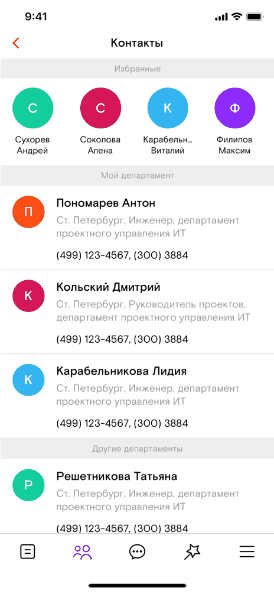 9:41
Контакты
Избранные
С
С
К
Ф
Сухорев
Соколова
Карабельн...
Филипов
Андрей
Алена
Виталий
Максим
Мой департамент
П
Пономарев Антон
Ст. Петербург, Инженер, департамент
проектного управления ИТ
(499) 123-4567, (300) 3884
К
Кольский Дмитрий
Ст. Петербург, Руководитель проектов,
департамент проектного управления ИТ
(499) 123-4567, (300) 3884
К
Карабельникова Лидия
Ст. Петербург, Инженер, департамент
проектного управления ИТ
(499) 123-4567, (300) 3884
Другие департаменты
Р
Решетникова Татьяна
Ст. Петербург, Инженер, департамент
проектного управления ИТ
(499) 123-4567, (300) 3884